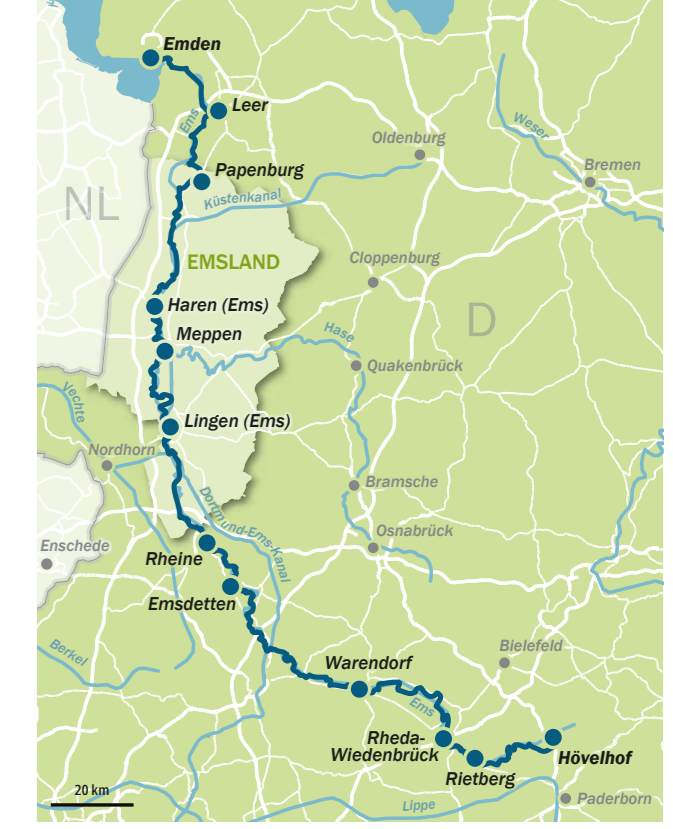 Emden
Leer
Ems
Weser
Oldenburg
Bremen
Papenburg
Küstenkanal
NL
EMSLAND
Cloppenburg
Haren (Ems)
D
Meppen
Hase
Quakenbrück
Vechte
Lingen (Ems)
Nordhorn
Bramsche
Dortmund-Ems-Kanal
Osnabrück
Enschede
Rheine
Emsdetten
Berkel
Bielefeld
Warendorf
Ems
Rheda-
Wiedenbrück
Hövelhof
Rietberg
20 km
Lippe
Paderborn